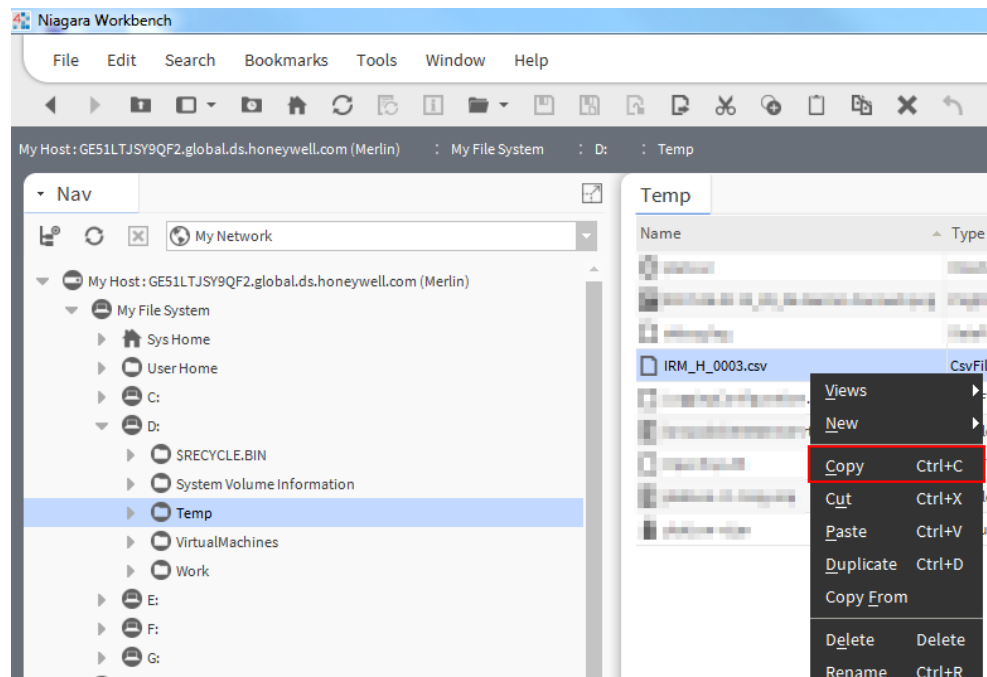 Niagara Workbench
File Edit Search Bookmarks Tools Window Help
My Host : GE51LTJSY9QF2.global.ds.honeywell.com (Merlin) : My File System : D: : Temp
Nav
My Network
My Host : GE51LTJSY9QF2.global.ds.honeywell.com (Merlin)
My File System
Sys Home
User Home
C:
D:
$RECYCLE.BIN
System Volume Information
Temp
VirtualMachines
Work
E:
F:
G:
Temp
Name Type
IRM_H_0003.csv CsvFil
Views
New
Copy Ctrl+C
Cut Ctrl+X
Paste Ctrl+V
Duplicate Ctrl+D
Copy From
Delete Delete
Rename Ctrl+R